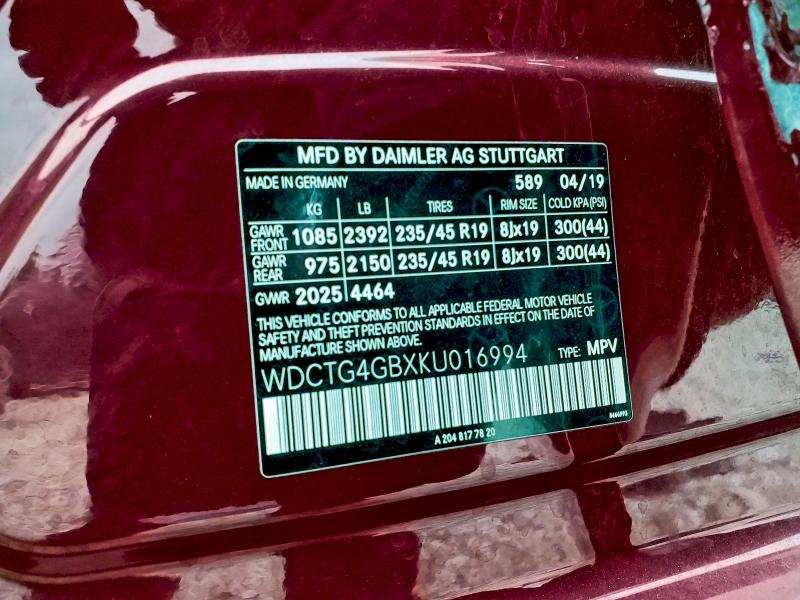 MFD BY DAIMLER AG STUTTGART
MADE IN GERMANY 589 04/19
KG LB TIRES RIM SIZE COLD KPA(PSI)
GAWR FRONT 1085 2392 235/45 R19 8Jx19 300(44)
GAWR REAR 975 2150 235/45 R19 8Jx19 300(44)
GVWR 2025 4464
THIS VEHICLE CONFORMS TO ALL APPLICABLE FEDERAL MOTOR VEHICLE
SAFETY AND THEFT PREVENTION STANDARDS IN EFFECT ON THE DATE OF
MANUFACTURE SHOWN ABOVE.
WDCTG4GBXKU016994 TYPE: MPV
A 204 817 78 20